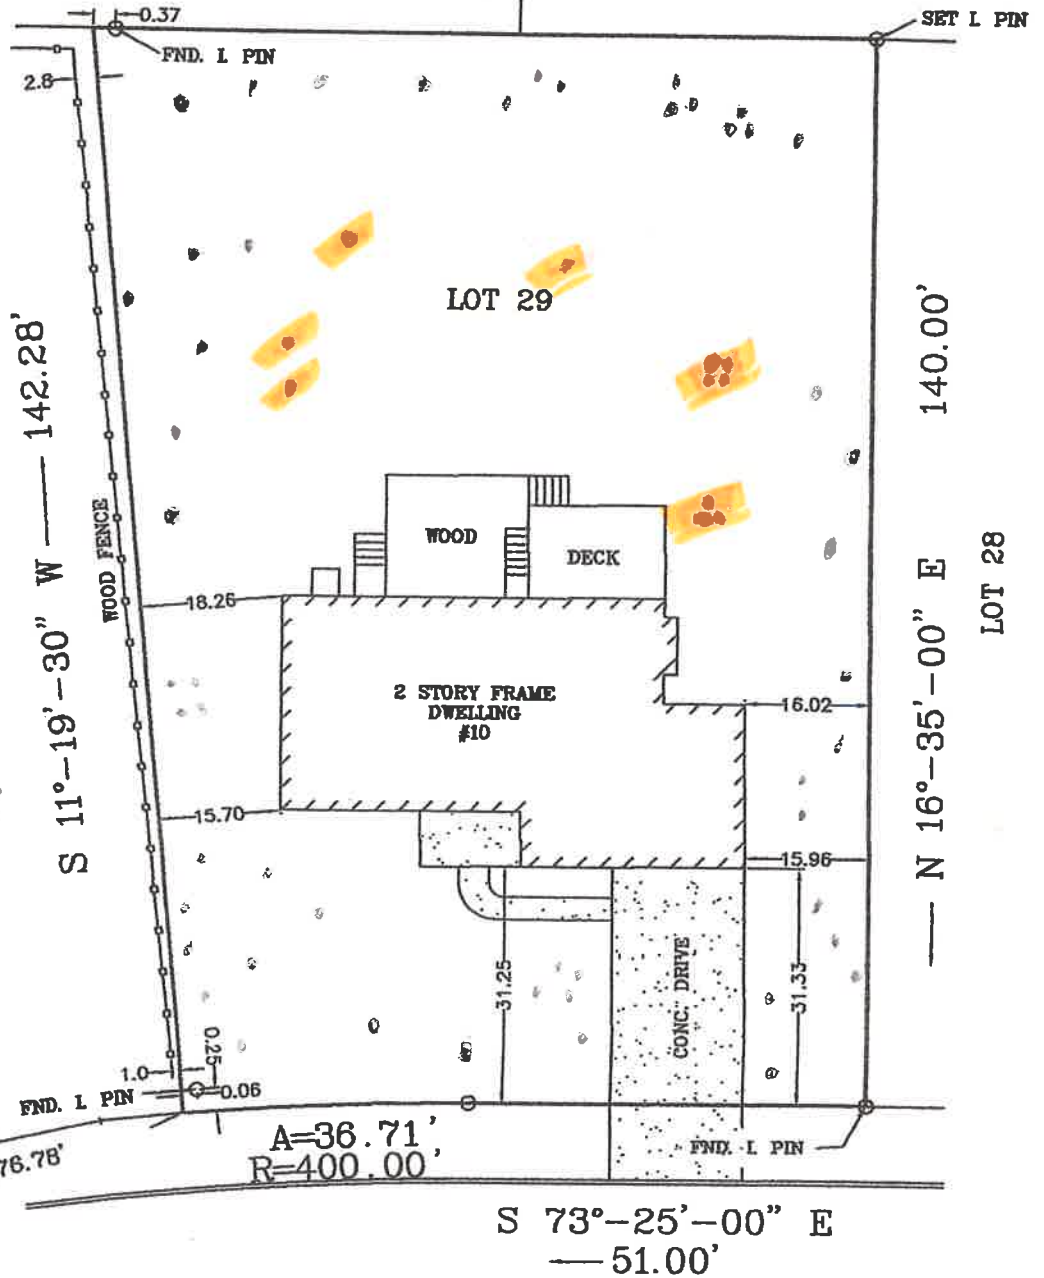 0.37
SET I. PIN
FND. I. PIN
2.8
LOT 29
S 11°-19'-30" W — 142.28'
WOOD FENCE
N 16°-35'-00" E 140.00'
LOT 28
WOOD
DECK
18.26
2 STORY FRAME
DWELLING
#10
16.02
15.70
15.96
31.25
CONC. DRIVE
31.33
0.25
1.0
0.06
FND. I. PIN
76.78'
A=36.71'
R=400.00'
FND. I. PIN
S 73°-25'-00" E
51.00'